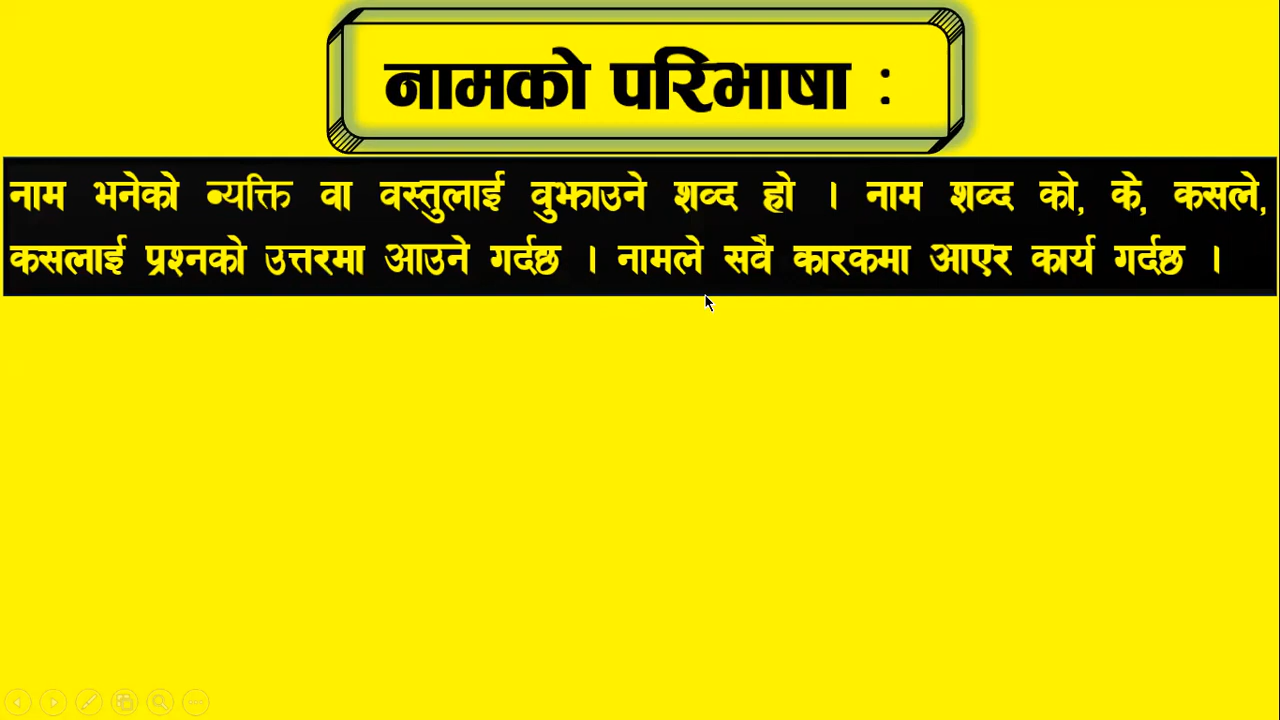 नामको परिभाषा :
नाम भनेको ब्यक्ति वा वस्तुलाई वुझाउने शव्द हो । नाम शव्द को, के, कसले,
कसलाई प्रश्नको उत्तरमा आउने गर्दछ । नामले सवै कारकमा आएर कार्य गर्दछ ।